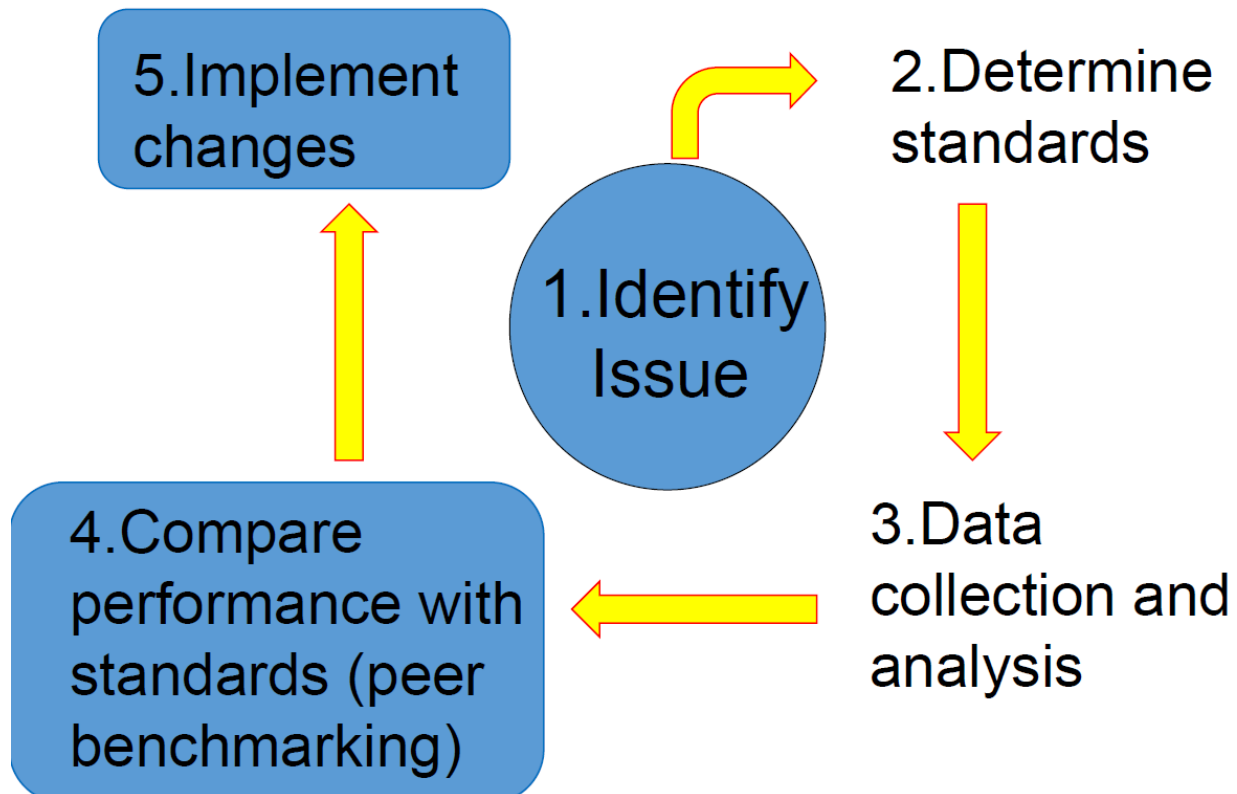 1.Identify
Issue
2.Determine
standards
3.Data
collection and
analysis
4.Compare
performance with
standards (peer
benchmarking)
5.Implement
changes